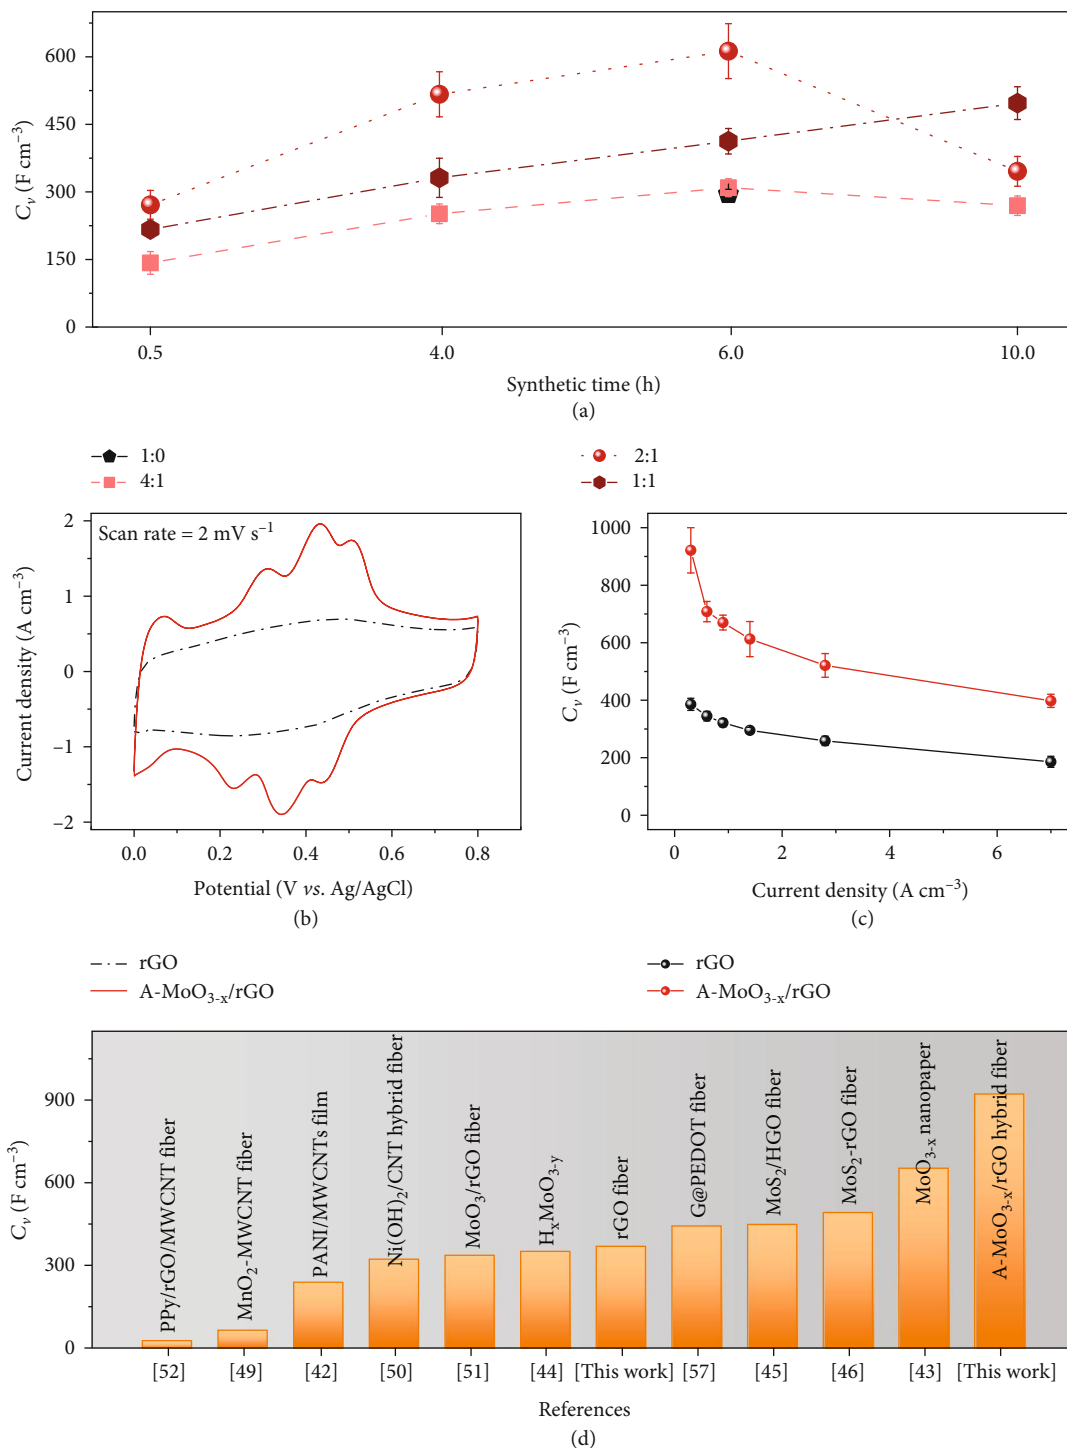 600
450
300
150
0
C_v (F cm⁻³)
0.5 4.0 6.0 10.0
Synthetic time (h)
(a)
1:0
4:1
2:1
1:1
Scan rate = 2 mV s⁻¹
2
1
0
−1
−2
Current density (A cm⁻³)
0.0 0.2 0.4 0.6 0.8
Potential (V vs. Ag/AgCl)
(b)
rGO
A-MoO₃₋ₓ/rGO
1000
800
600
400
200
0
C_v (F cm⁻³)
0 2 4 6
Current density (A cm⁻³)
(c)
rGO
A-MoO₃₋ₓ/rGO
900
600
300
0
C_v (F cm⁻³)
PPy/rGO/MWCNT fiber
MnO₂-MWCNT fiber
PANI/MWCNTs film
Ni(OH)₂/CNT hybrid fiber
MoO₃/rGO fiber
HₓMoO₃₋y
rGO fiber
G@PEDOT fiber
MoS₂/HGO fiber
MoS₂-rGO fiber
MoO₃₋ₓ nanopaper
A-MoO₃₋ₓ/rGO hybrid fiber
[52] [49] [42] [50] [51] [44] [This work] [57] [45] [46] [43] [This work]
References
(d)